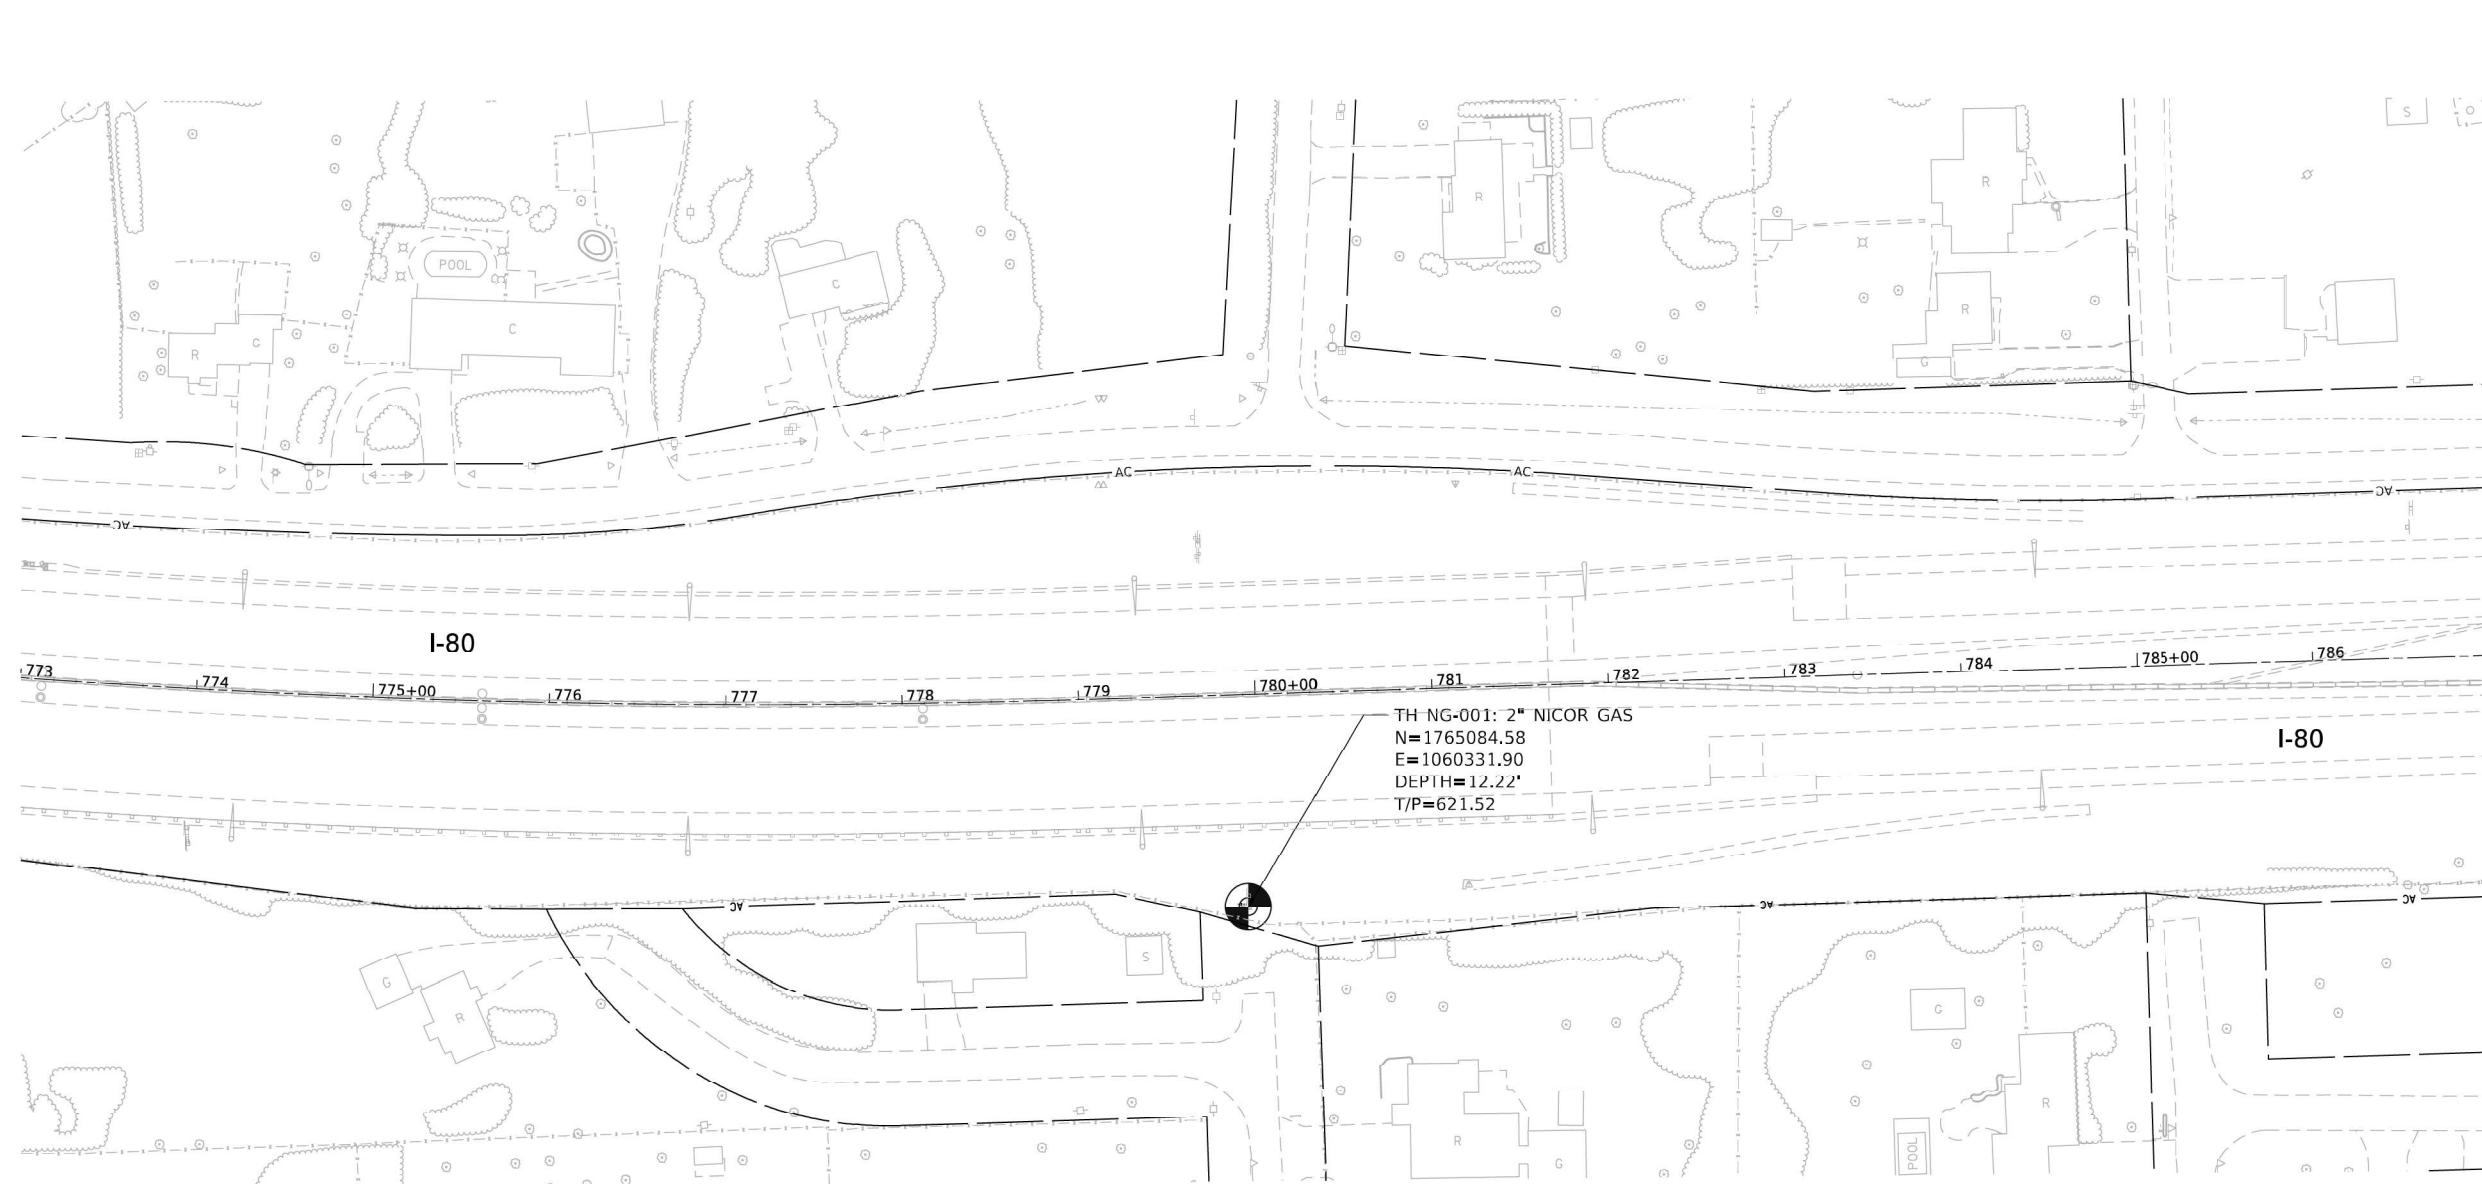 S
R
R
POOL
C
C
R
R
C
G
AC
AC
AC
AC
I-80
773
774
775+00
776
777
778
779
780+00
781
782
783
784
785+00
786
TH NG-001: 2" NICOR GAS
N=1765084.58
E=1060331.90
DEPTH=12.22'
T/P=621.52
I-80
AC
AC
AC
G
R
S
G
R
R
G
POOL